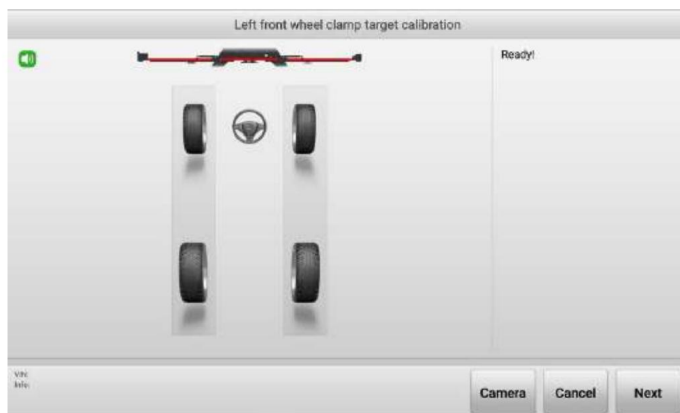 Left front wheel clamp target calibration
Ready!
VIN:
Info:
Camera
Cancel
Next